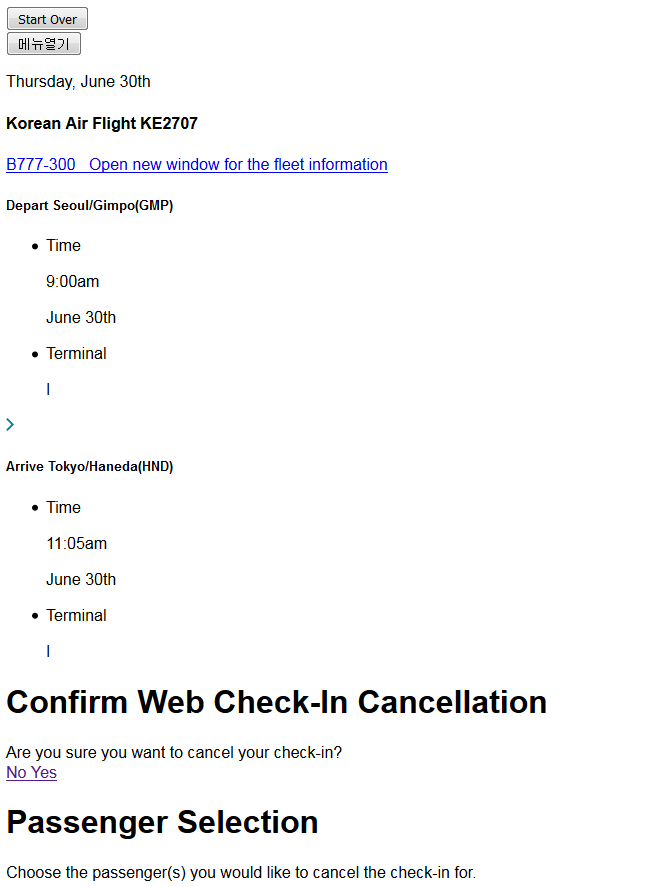 Start Over
메뉴열기
Thursday, June 30th
Korean Air Flight KE2707
B777-300 Open new window for the fleet information
Depart Seoul/Gimpo(GMP)
Time
9:00am
June 30th
Terminal
I
Arrive Tokyo/Haneda(HND)
Time
11:05am
June 30th
Terminal
I
Confirm Web Check-In Cancellation
Are you sure you want to cancel your check-in?
No Yes
Passenger Selection
Choose the passenger(s) you would like to cancel the check-in for.